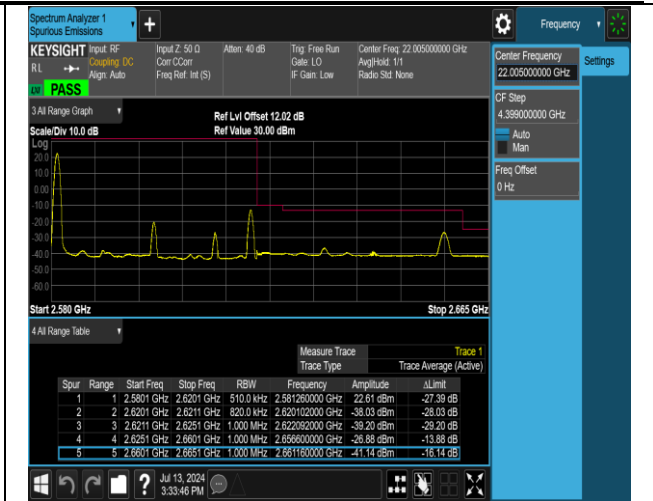 Spectrum Analyzer 1
Spurious Emissions
Frequency
KEYSIGHT
RL
Align: Auto
LXI
PASS
Input: RF
Coupling: DC
Input Z: 50 Ω
Corr CCorr
Freq Ref: Int (S)
Atten: 40 dB
Trig: Free Run
Gate: LO
IF Gain: Low
Center Freq: 22.005000000 GHz
Avg|Hold: 1/1
Radio Std: None
Center Frequency
22.005000000 GHz
Settings
CF Step
4.399000000 GHz
Auto
Man
Freq Offset
0 Hz
3 All Range Graph
Ref Lvl Offset 12.02 dB
Scale/Div 10.0 dB
Ref Value 30.00 dBm
Log
20.0
10.0
0.00
-10.0
-20.0
-30.0
-40.0
-50.0
-60.0
Start 2.580 GHz
Stop 2.665 GHz
4 All Range Table
Measure Trace Trace 1
Trace Type Trace Average (Active)
Spur Range Start Freq Stop Freq RBW Frequency Amplitude ΔLimit
1 1 2.5801 GHz 2.6201 GHz 510.0 kHz 2.581260000 GHz 22.61 dBm -27.39 dB
2 2 2.6201 GHz 2.6211 GHz 820.0 kHz 2.620102000 GHz -38.03 dBm -28.03 dB
3 3 2.6211 GHz 2.6251 GHz 1.000 MHz 2.622092000 GHz -39.20 dBm -29.20 dB
4 4 2.6251 GHz 2.6601 GHz 1.000 MHz 2.656600000 GHz -26.88 dBm -13.88 dB
5 5 2.6601 GHz 2.6651 GHz 1.000 MHz 2.661160000 GHz -41.14 dBm -16.14 dB
?
Jul 13, 2024
3:33:46 PM